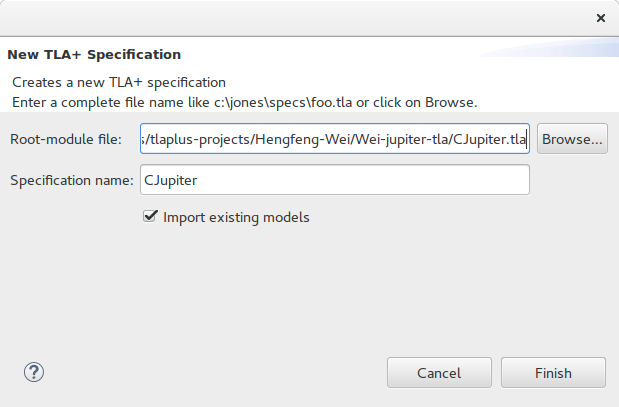 New TLA+ Specification
Creates a new TLA+ specification
Enter a complete file name like c:\jones\specs\foo.tla or click on Browse.
Root-module file: /tlaplus-projects/Hengfeng-Wei/Wei-jupiter-tla/CJupiter.tla Browse...
Specification name: CJupiter
Import existing models
? Cancel Finish